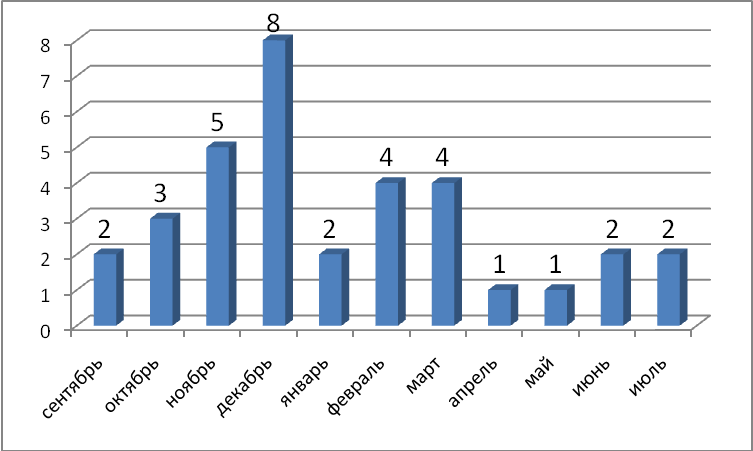 8
7
6
5
4
3
2
1
0
2
3
5
8
2
4
4
1
1
2
2
сентябрь
октябрь
ноябрь
декабрь
январь
февраль
март
апрель
май
июнь
июль